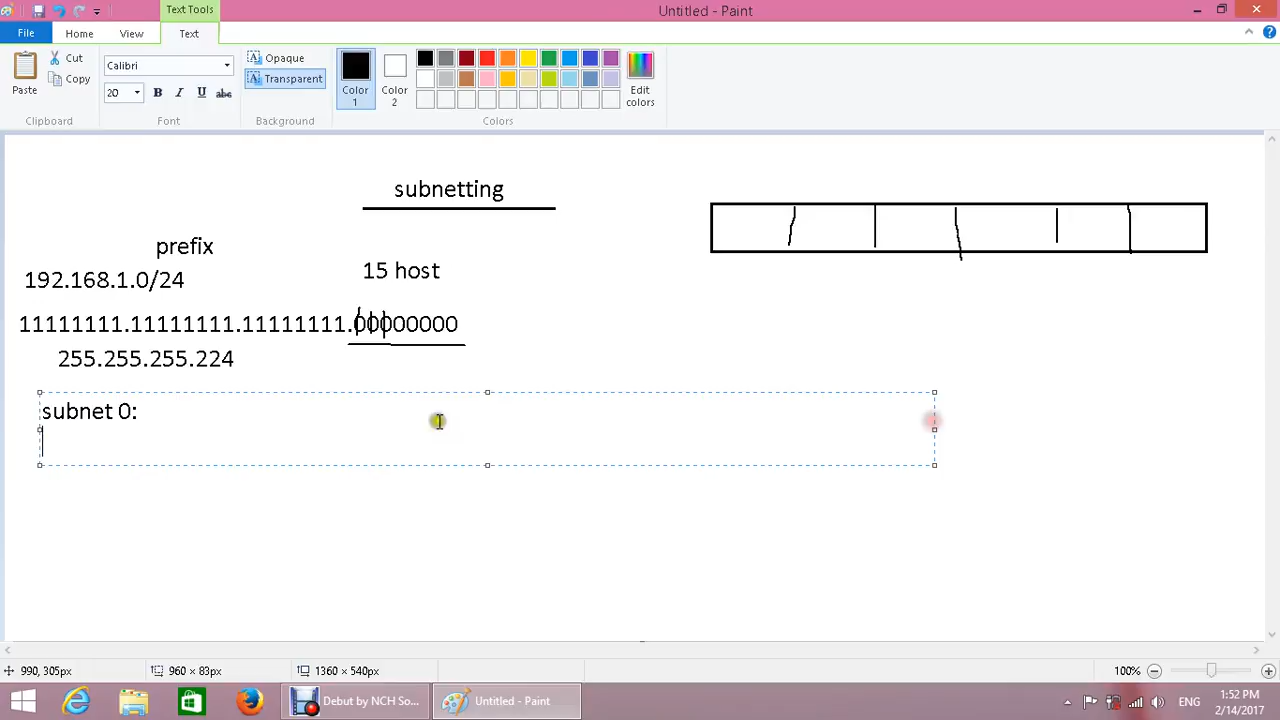 Untitled - Paint
Text Tools
File
Home
View
Text
Paste
Cut
Copy
Clipboard
Calibri
20
B I U abc
Font
Opaque
Transparent
Background
Color 1
Color 2
Edit colors
Colors
subnetting
prefix
192.168.1.0/24
15 host
11111111.11111111.11111111.00000000
255.255.255.224
subnet 0:
990, 305px
960 × 83px
1360 × 540px
100%
Debut by NCH So...
Untitled - Paint
ENG
1:52 PM
2/14/2017